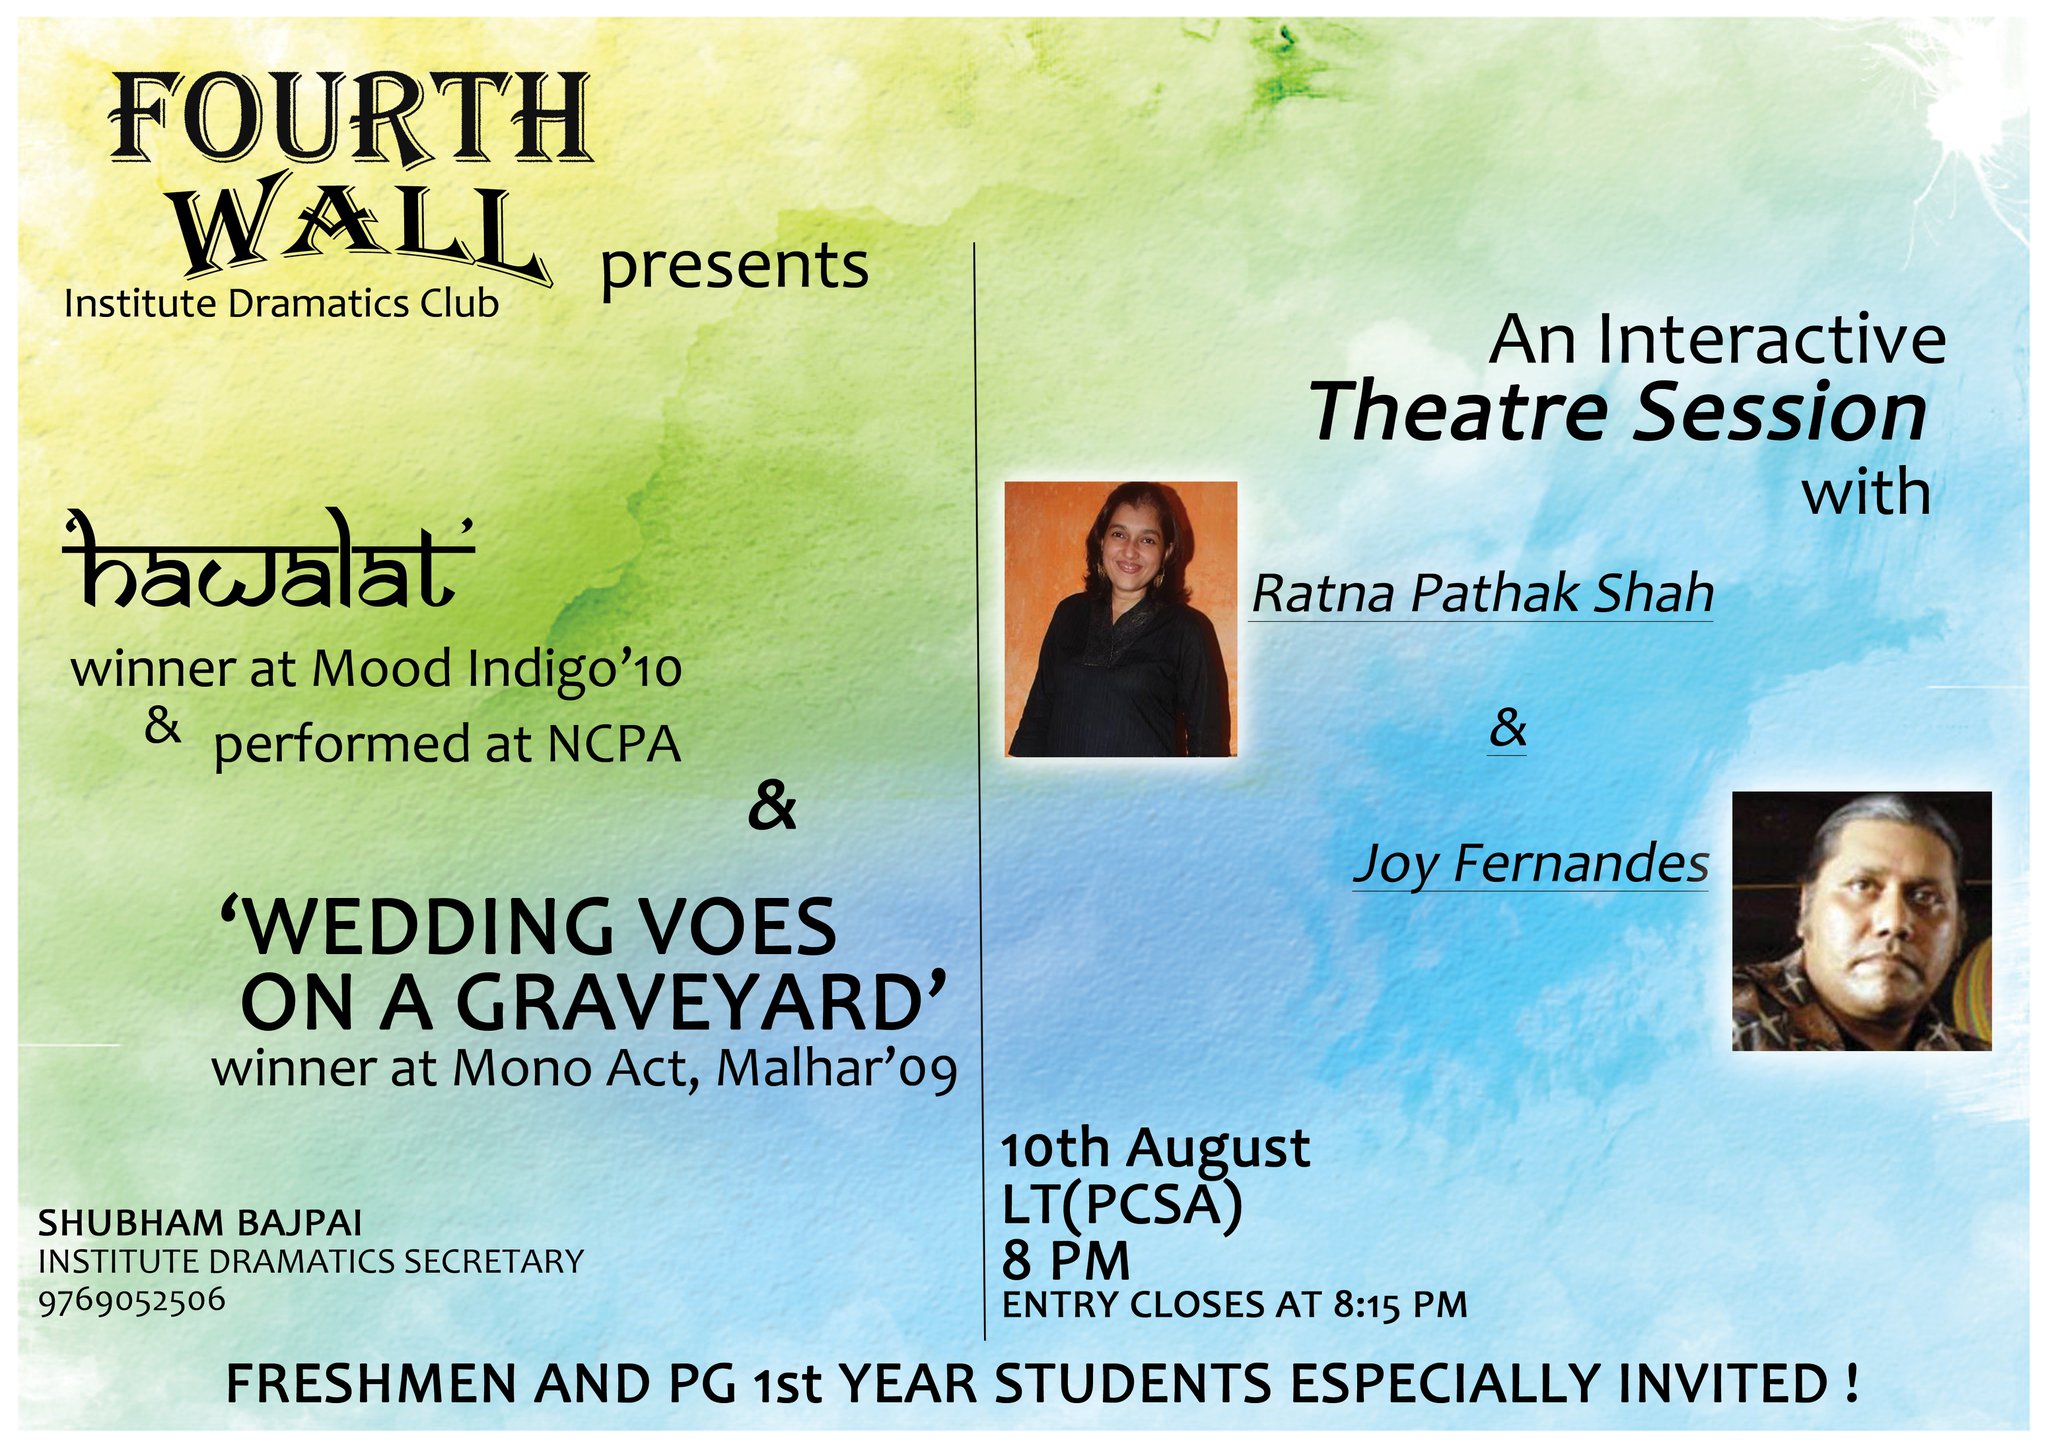 FOURTH
WALL
Institute Dramatics Club
presents
'hawalat'
winner at Mood Indigo'10
& performed at NCPA
&
'WEDDING VOES
ON A GRAVEYARD'
winner at Mono Act, Malhar'09
SHUBHAM BAJPAI
INSTITUTE DRAMATICS SECRETARY
9769052506
An Interactive
Theatre Session
with
Ratna Pathak Shah
&
Joy Fernandes
10th August
LT(PCSA)
8 PM
ENTRY CLOSES AT 8:15 PM
FRESHMEN AND PG 1st YEAR STUDENTS ESPECIALLY INVITED !